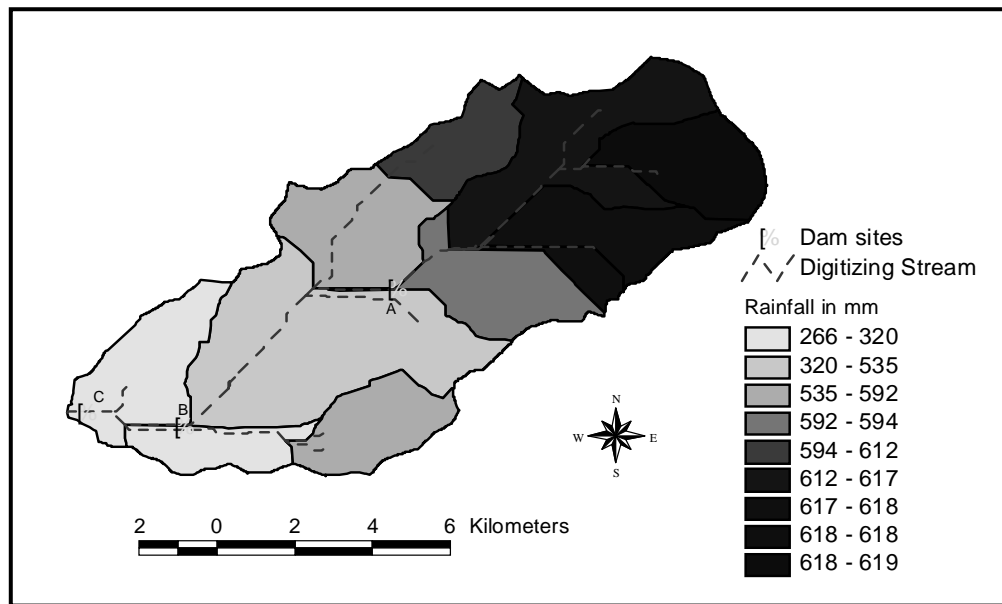 A
C
B
N
W E
S
2 0 2 4 6 Kilometers
% Dam sites
Digitizing Stream
Rainfall in mm
266 - 320
320 - 535
535 - 592
592 - 594
594 - 612
612 - 617
617 - 618
618 - 618
618 - 619